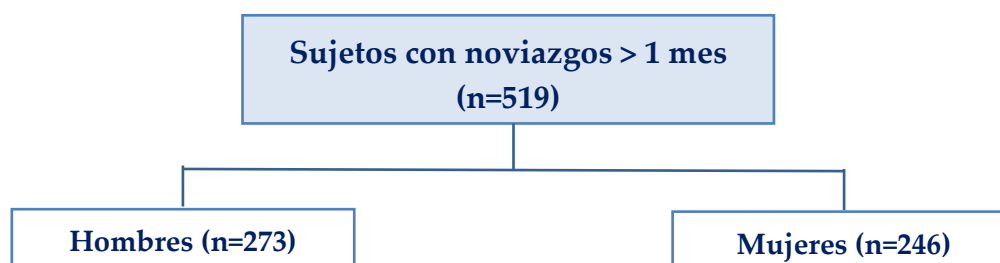 Sujetos con noviazgos > 1 mes
(n=519)
Hombres (n=273)
Mujeres (n=246)